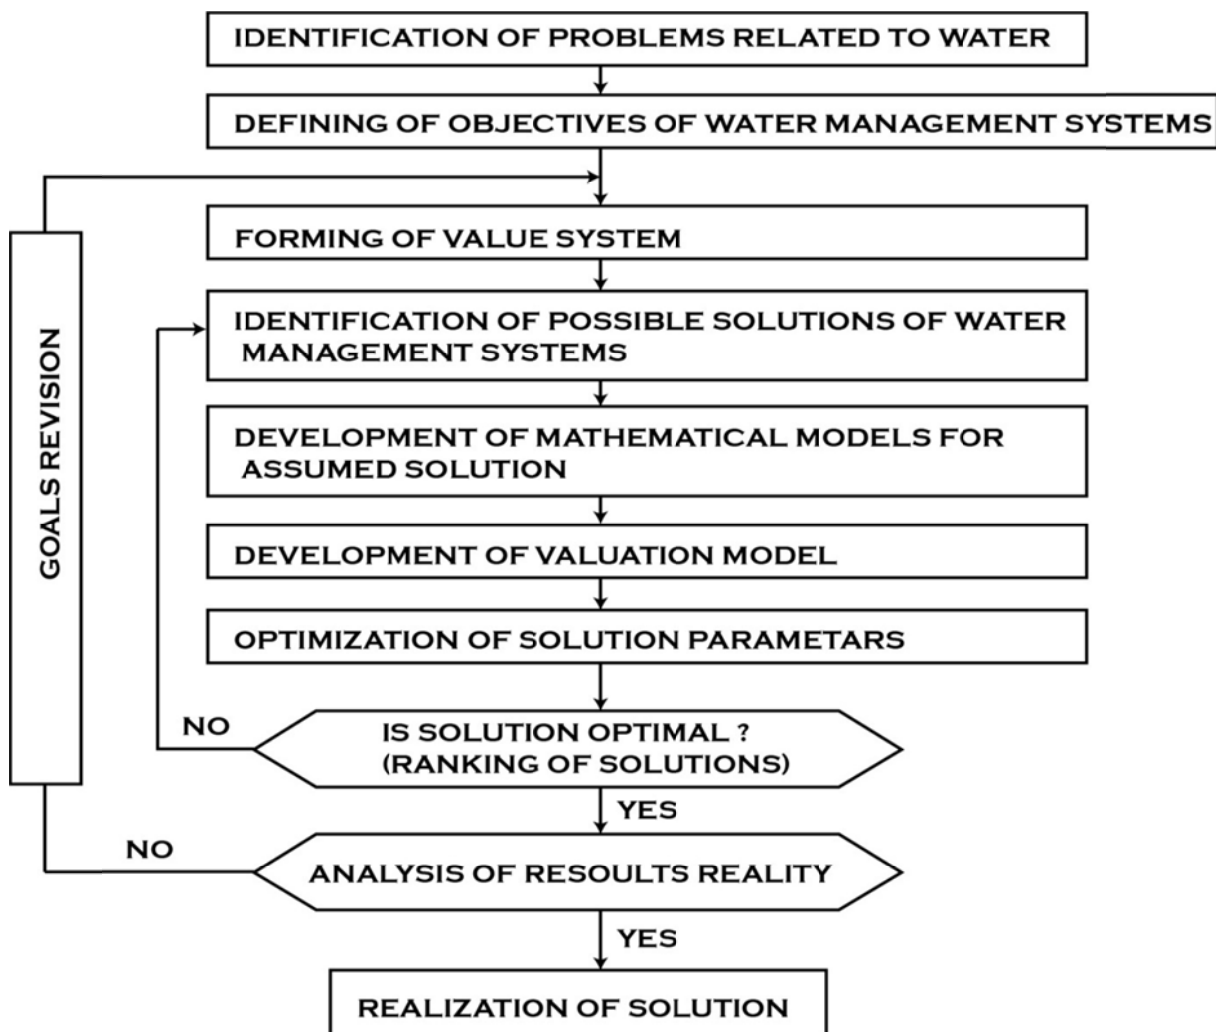 IDENTIFICATION OF PROBLEMS RELATED TO WATER
DEFINING OF OBJECTIVES OF WATER MANAGEMENT SYSTEMS
FORMING OF VALUE SYSTEM
IDENTIFICATION OF POSSIBLE SOLUTIONS OF WATER
MANAGEMENT SYSTEMS
DEVELOPMENT OF MATHEMATICAL MODELS FOR
ASSUMED SOLUTION
DEVELOPMENT OF VALUATION MODEL
OPTIMIZATION OF SOLUTION PARAMETARS
GOALS REVISION
NO
IS SOLUTION OPTIMAL ?
(RANKING OF SOLUTIONS)
YES
NO
ANALYSIS OF RESOULTS REALITY
YES
REALIZATION OF SOLUTION